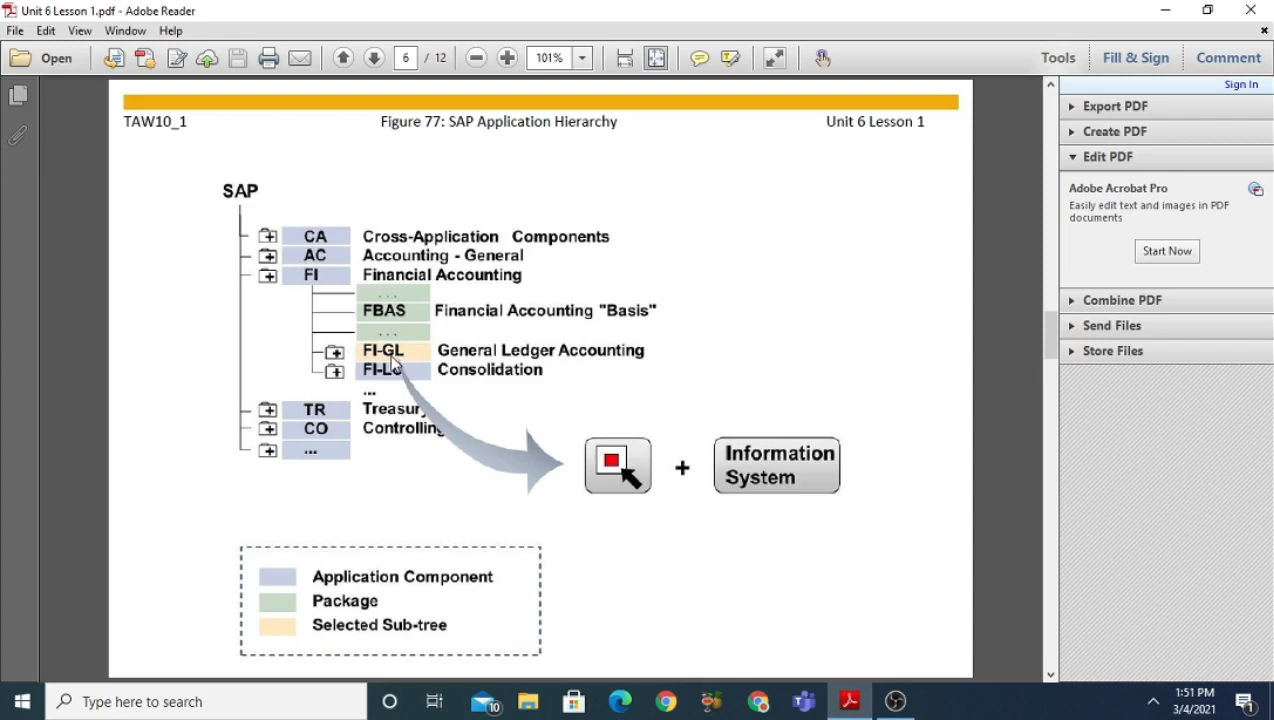 Unit 6 Lesson 1.pdf - Adobe Reader
File Edit View Window Help
Open 6 / 12 101% Tools Fill & Sign Comment
Sign In
TAW10_1 Figure 77: SAP Application Hierarchy Unit 6 Lesson 1
SAP
CA Cross-Application Components
AC Accounting - General
FI Financial Accounting
...
FBAS Financial Accounting "Basis"
...
FI-GL General Ledger Accounting
Consolidation
...
TR Treasury
CO Controlling
...
+ Information
System
Application Component
Package
Selected Sub-tree
Export PDF
Create PDF
Edit PDF
Adobe Acrobat Pro
Easily edit text and images in PDF
documents
Start Now
Combine PDF
Send Files
Store Files
Type here to search
10
1:51 PM
3/4/2021
1